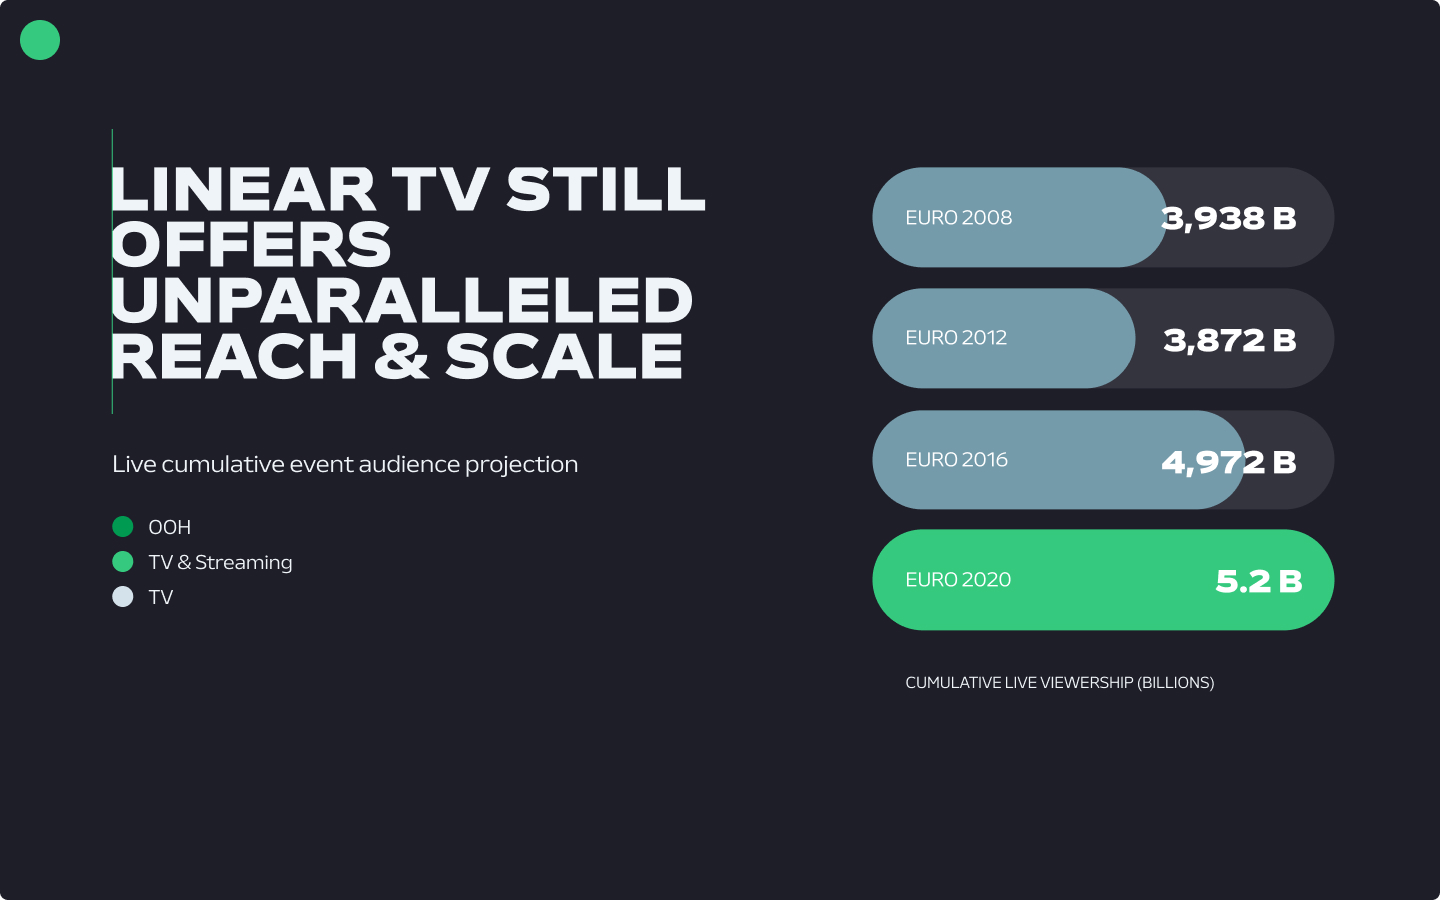 LINEAR TV STILL
OFFERS
UNPARALLELED
REACH & SCALE
Live cumulative event audience projection
OOH
TV & Streaming
TV
EURO 2008 3,938 B
EURO 2012 3,872 B
EURO 2016 4,972 B
EURO 2020 5.2 B
CUMULATIVE LIVE VIEWERSHIP (BILLIONS)